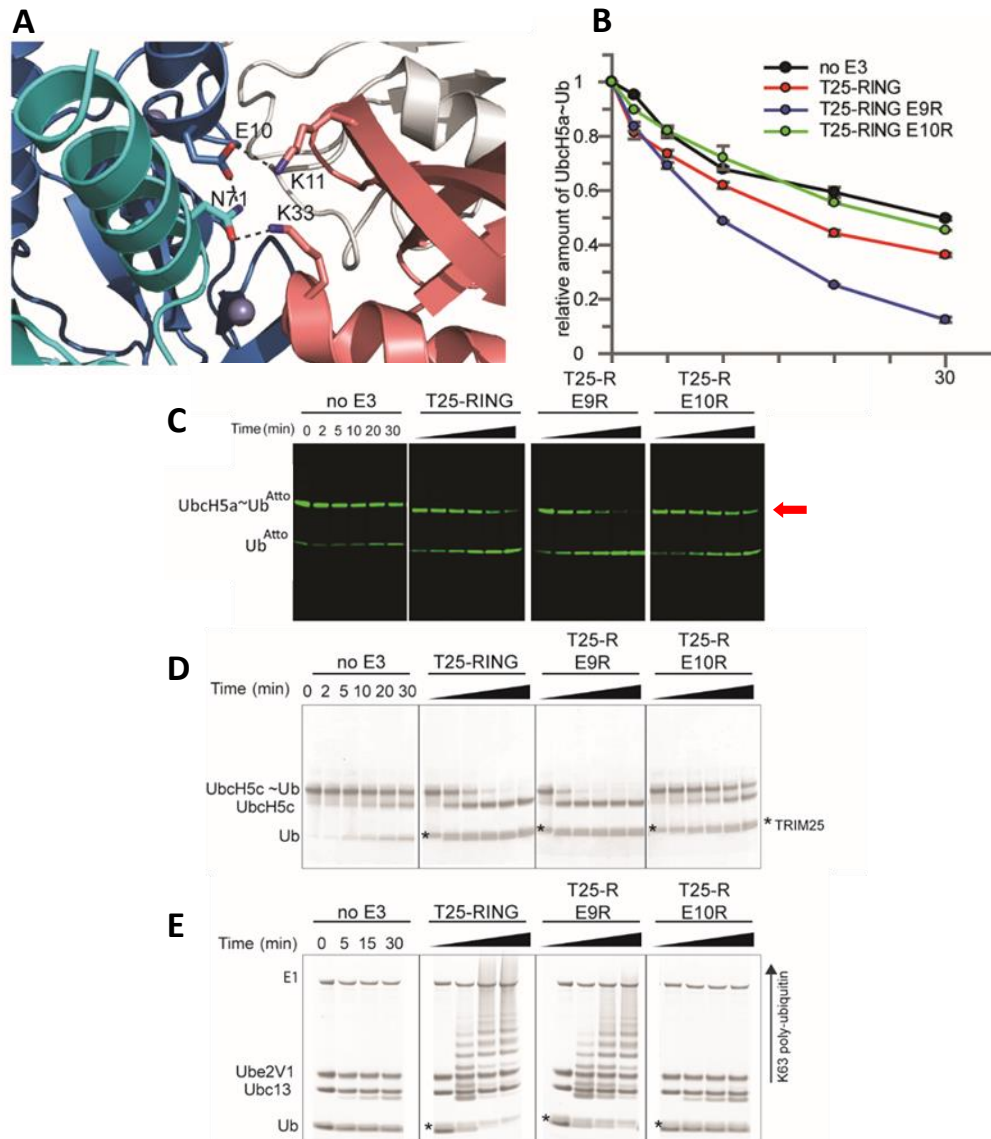 A
E10
N71
K11
K33
B
relative amount of UbcH5a~Ub
1
0.8
0.6
0.4
0.2
0
30
no E3
T25-RING
T25-RING E9R
T25-RING E10R
C
no E3
T25-RING
T25-R
E9R
T25-R
E10R
Time (min) 0 2 5 10 20 30
UbcH5a~Ub Atto
Ub Atto
D
no E3
T25-RING
T25-R
E9R
T25-R
E10R
Time (min) 0 2 5 10 20 30
UbcH5c ~Ub
UbcH5c
Ub
*
*
*
* TRIM25
E
no E3
T25-RING
T25-R
E9R
T25-R
E10R
Time (min) 0 5 15 30
E1
Ube2V1
Ubc13
Ub
*
*
*
K63 poly-ubiquitin